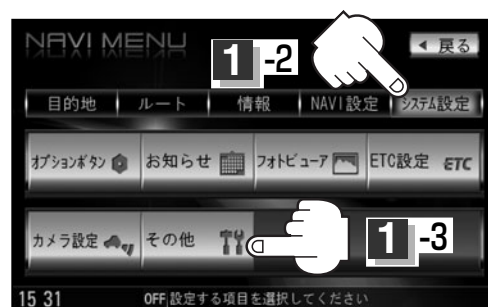 NAVI MENU
1 -2
戻る
目的地 ルート 情報 NAVI設定 システム設定
オプションボタン お知らせ フォトビューア ETC設定 ETC
カメラ設定 その他 1 -3
15 31 OFF 設定する項目を選択してください